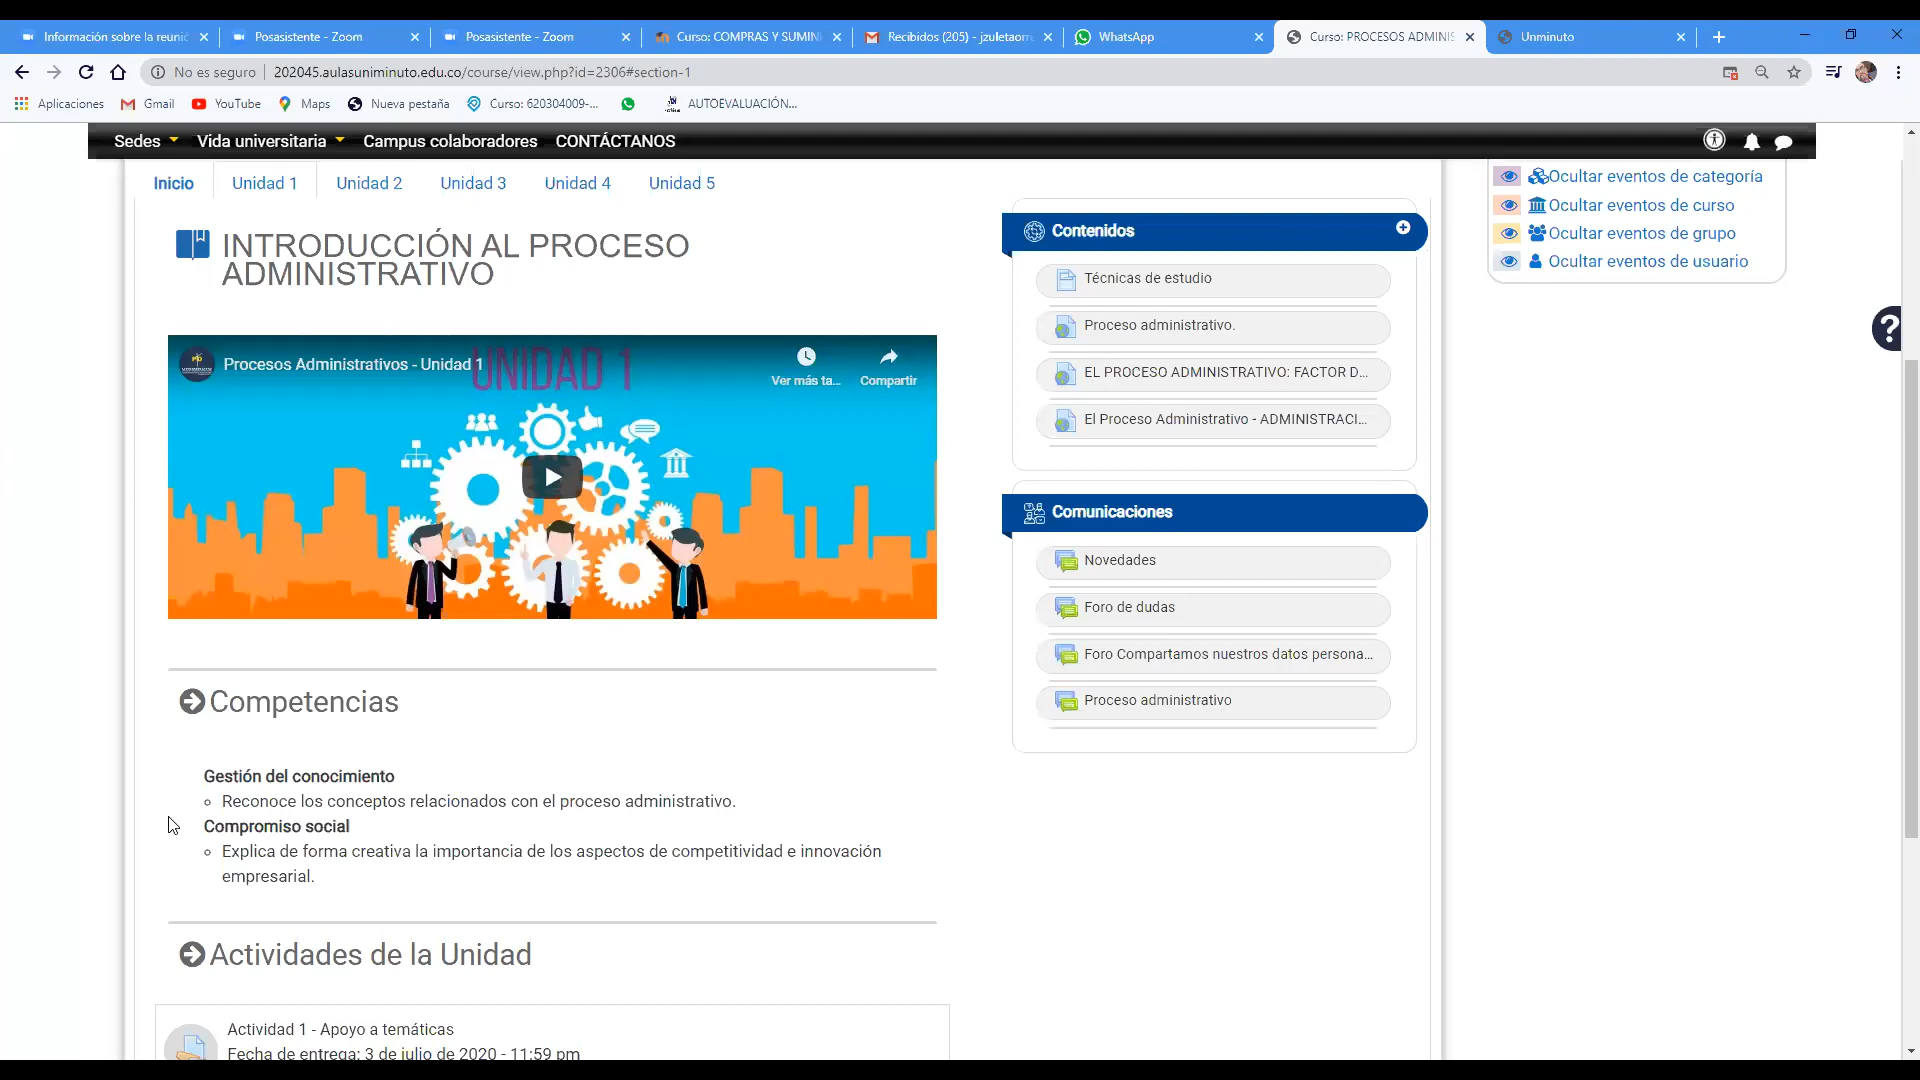 Información sobre la reunió
Posasistente - Zoom
Posasistente - Zoom
Curso: COMPRAS Y SUMINI
Recibidos (205) - jzuletaorr
WhatsApp
Curso: PROCESOS ADMINIS
Unminuto
No es seguro
202045.aulasuniminuto.edu.co/course/view.php?id=2306#section-1
Aplicaciones
Gmail
YouTube
Maps
Nueva pestaña
Curso: 620304009-...
AUTOEVALUACIÓN...
Sedes
Vida universitaria
Campus colaboradores
CONTÁCTANOS
Inicio
Unidad 1
Unidad 2
Unidad 3
Unidad 4
Unidad 5
INTRODUCCIÓN AL PROCESO
ADMINISTRATIVO
UNIDAD 1
Procesos Administrativos - Unidad 1
Ver más ta...
Compartir
Competencias
Gestión del conocimiento
Reconoce los conceptos relacionados con el proceso administrativo.
Compromiso social
Explica de forma creativa la importancia de los aspectos de competitividad e innovación
empresarial.
Actividades de la Unidad
Actividad 1 - Apoyo a temáticas
Fecha de entrega: 3 de julio de 2020 - 11:59 pm
Contenidos
Técnicas de estudio
Proceso administrativo.
EL PROCESO ADMINISTRATIVO: FACTOR D...
El Proceso Administrativo - ADMINISTRACI...
Comunicaciones
Novedades
Foro de dudas
Foro Compartamos nuestros datos persona...
Proceso administrativo
Ocultar eventos de categoría
Ocultar eventos de curso
Ocultar eventos de grupo
Ocultar eventos de usuario
?